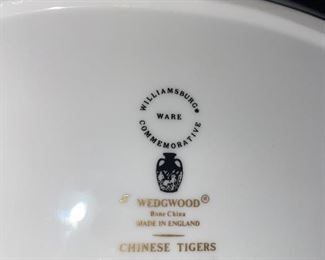 WILLIAMSBURG®
WARE
COMMEMORATIVE
WEDGWOOD®
Bone China
MADE IN ENGLAND
CHINESE TIGERS